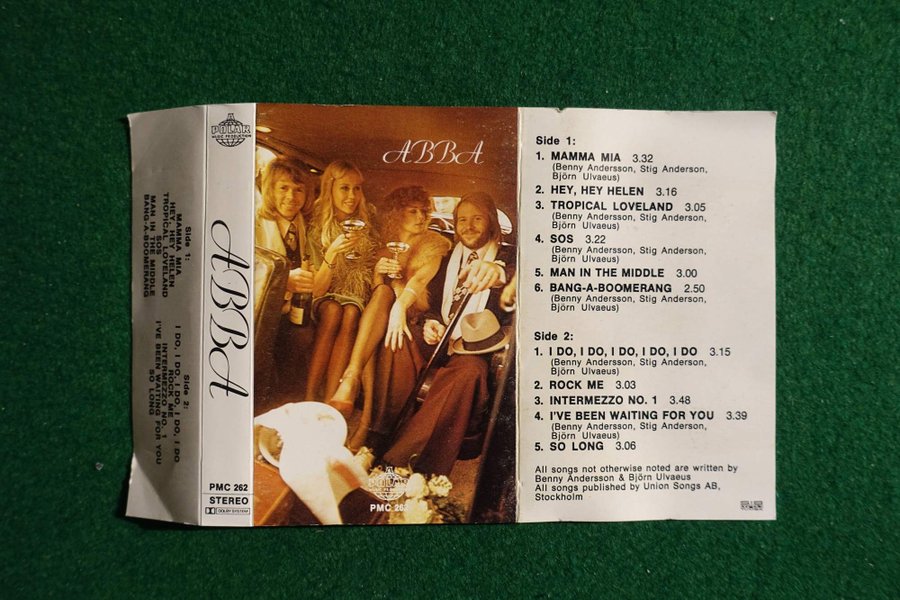 Side 1:
MAMMA MIA
HEY, HEY HELEN
TROPICAL LOVELAND
SOS
MAN IN THE MIDDLE
BANG-A-BOOMERANG
Side 2:
I DO, I DO, I DO, I DO, I DO
ROCK ME
INTERMEZZO NO. 1
I'VE BEEN WAITING FOR YOU
SO LONG
POLAR
MUSIC PRODUCTION
ABBA
PMC 262
STEREO
DOLBY SYSTEM
ABBA
POLAR
MUSIC PRODUCTION
PMC 262
Side 1:
1. MAMMA MIA 3.32
(Benny Andersson, Stig Anderson,
Björn Ulvaeus)
2. HEY, HEY HELEN 3.16
3. TROPICAL LOVELAND 3.05
(Benny Andersson, Stig Anderson,
Björn Ulvaeus)
4. SOS 3.22
(Benny Andersson, Stig Anderson,
Björn Ulvaeus)
5. MAN IN THE MIDDLE 3.00
6. BANG-A-BOOMERANG 2.50
(Benny Andersson, Stig Anderson,
Björn Ulvaeus)
Side 2:
1. I DO, I DO, I DO, I DO, I DO 3.15
(Benny Andersson, Stig Anderson,
Björn Ulvaeus)
2. ROCK ME 3.03
3. INTERMEZZO NO. 1 3.48
4. I'VE BEEN WAITING FOR YOU 3.39
(Benny Andersson, Stig Anderson,
Björn Ulvaeus)
5. SO LONG 3.06
All songs not otherwise noted are written by
Benny Andersson & Björn Ulvaeus
All songs published by Union Songs AB,
Stockholm